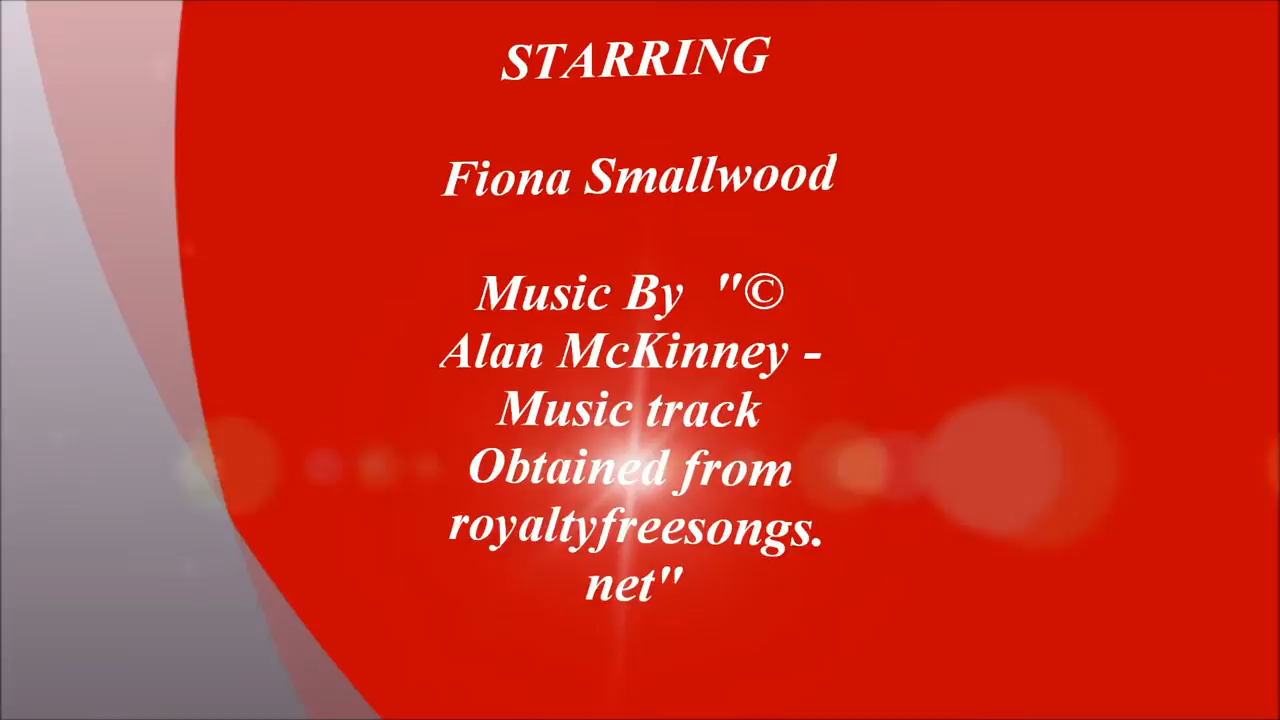 STARRING
Fiona Smallwood
Music By  "©
Alan McKinney -
Music track
Obtained from
royaltyfreesongs.
net"